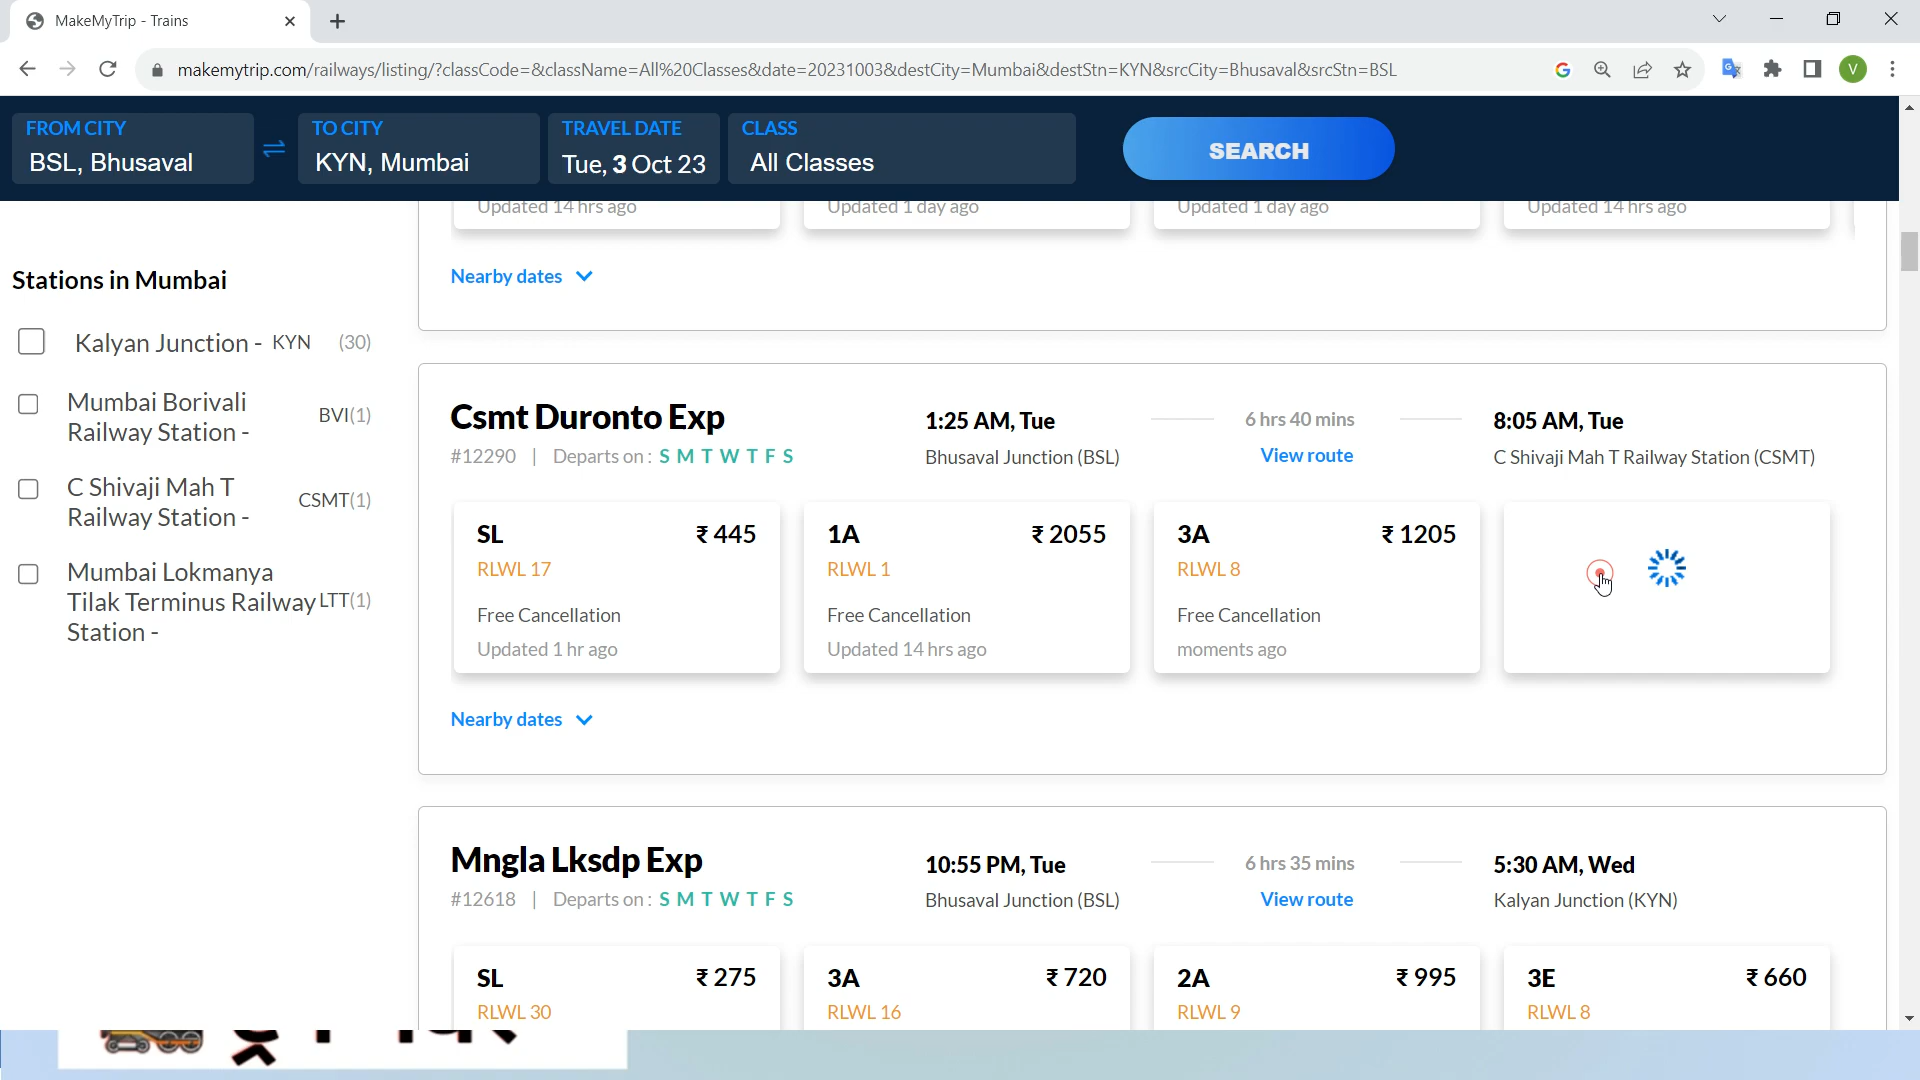 MakeMyTrip - Trains
makemytrip.com/railways/listing/?classCode=&className=All%20Classes&date=20231003&destCity=Mumbai&destStn=KYN&srcCity=Bhusaval&srcStn=BSL
V
FROM CITY
BSL, Bhusaval
TO CITY
KYN, Mumbai
TRAVEL DATE
Tue, 3 Oct 23
CLASS
All Classes
SEARCH
Updated 14 hrs ago
Updated 1 day ago
Updated 1 day ago
Updated 14 hrs ago
Nearby dates
Stations in Mumbai
Kalyan Junction - KYN (30)
Mumbai Borivali
Railway Station -
BVI(1)
C Shivaji Mah T
Railway Station -
CSMT(1)
Mumbai Lokmanya
Tilak Terminus Railway
Station -
LTT(1)
Csmt Duronto Exp
#12290 | Departs on : S M T W T F S
1:25 AM, Tue
Bhusaval Junction (BSL)
6 hrs 40 mins
View route
8:05 AM, Tue
C Shivaji Mah T Railway Station (CSMT)
SL ₹ 445
RLWL 17
Free Cancellation
Updated 1 hr ago
1A ₹ 2055
RLWL 1
Free Cancellation
Updated 14 hrs ago
3A ₹ 1205
RLWL 8
Free Cancellation
moments ago
Nearby dates
Mngla Lksdp Exp
#12618 | Departs on : S M T W T F S
10:55 PM, Tue
Bhusaval Junction (BSL)
6 hrs 35 mins
View route
5:30 AM, Wed
Kalyan Junction (KYN)
SL ₹ 275
RLWL 30
3A ₹ 720
RLWL 16
2A ₹ 995
RLWL 9
3E ₹ 660
RLWL 8